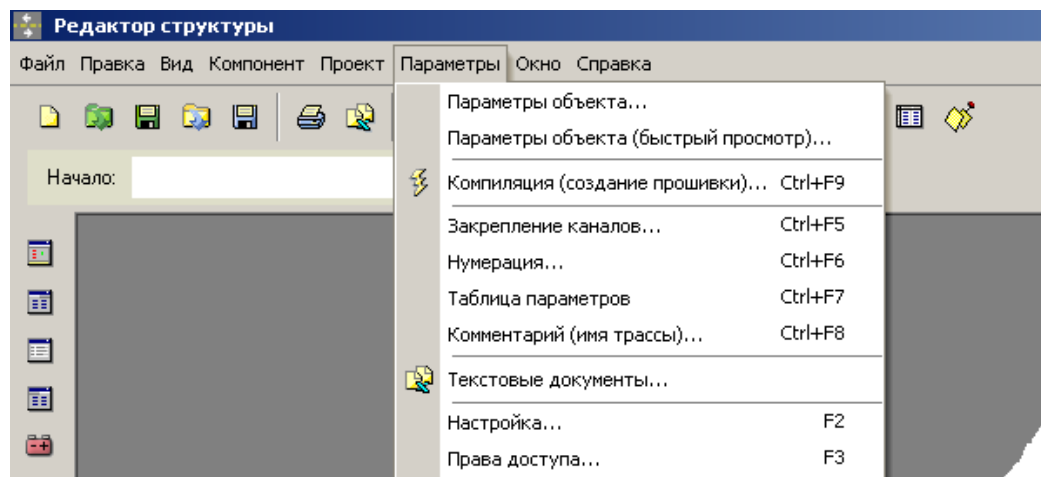 Редактор структуры
Файл Правка Вид Компонент Проект Параметры Окно Справка
Параметры объекта...
Параметры объекта (быстрый просмотр)...
Начало:
Компиляция (создание прошивки)... Ctrl+F9
Закрепление каналов... Ctrl+F5
Нумерация... Ctrl+F6
Таблица параметров Ctrl+F7
Комментарий (имя трассы)... Ctrl+F8
Текстовые документы...
Настройка... F2
Права доступа... F3